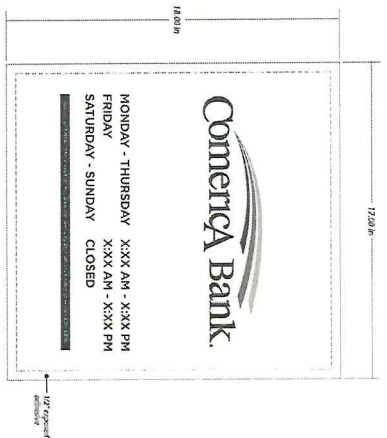 18.00 in
17.50 in
ComericA Bank.
MONDAY - THURSDAY X:XX AM - X:XX PM
FRIDAY X:XX AM - X:XX PM
SATURDAY - SUNDAY CLOSED
1/2" exposed
adhesive